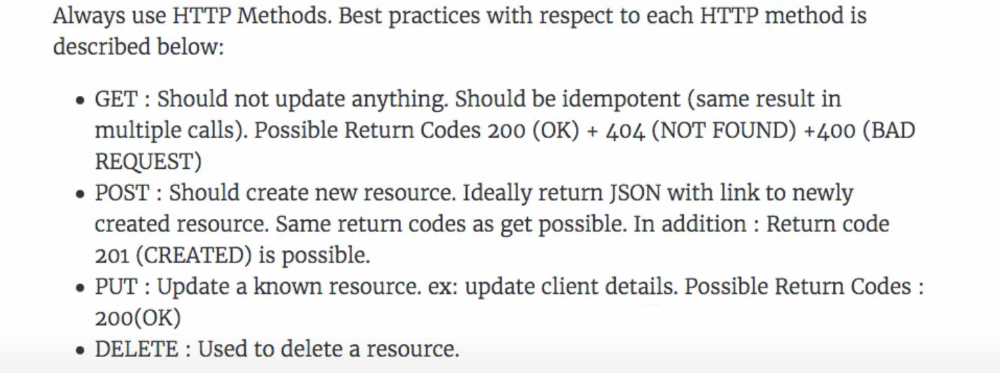 Always use HTTP Methods. Best practices with respect to each HTTP method is
described below:
• GET : Should not update anything. Should be idempotent (same result in
multiple calls). Possible Return Codes 200 (OK) + 404 (NOT FOUND) +400 (BAD
REQUEST)
• POST : Should create new resource. Ideally return JSON with link to newly
created resource. Same return codes as get possible. In addition : Return code
201 (CREATED) is possible.
• PUT : Update a known resource. ex: update client details. Possible Return Codes :
200(OK)
• DELETE : Used to delete a resource.